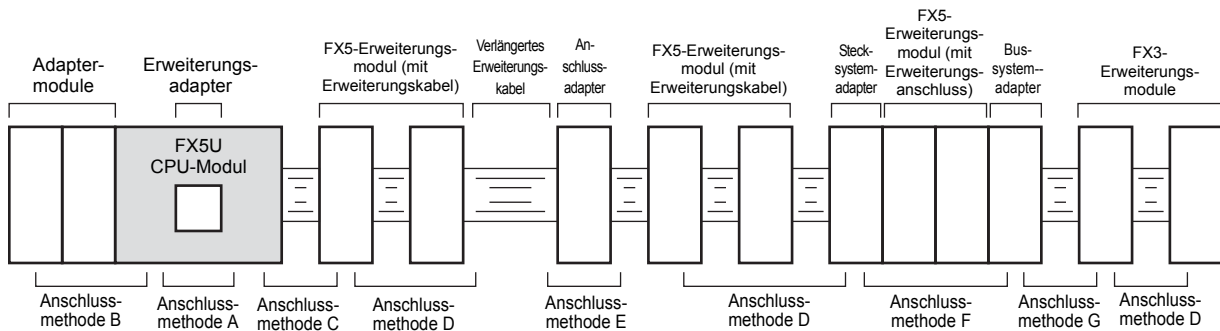 Adapter-
module
Erweiterungs-
adapter
FX5-Erweiterungs-
modul (mit
Erweiterungskabel)
Verlängertes
Erweiterungs-
kabel
An-
schluss-
adapter
FX5-Erweiterungs-
modul (mit
Erweiterungskabel)
Steck-
system-
adapter
FX5-
Erweiterungs-
modul (mit
Erweiterungs-
anschluss)
Bus-
system--
adapter
FX3-
Erweiterungs-
module
FX5U
CPU-Modul
Anschluss-
methode B
Anschluss-
methode A
Anschluss-
methode C
Anschluss-
methode D
Anschluss-
methode E
Anschluss-
methode D
Anschluss-
methode F
Anschluss-
methode G
Anschluss-
methode D